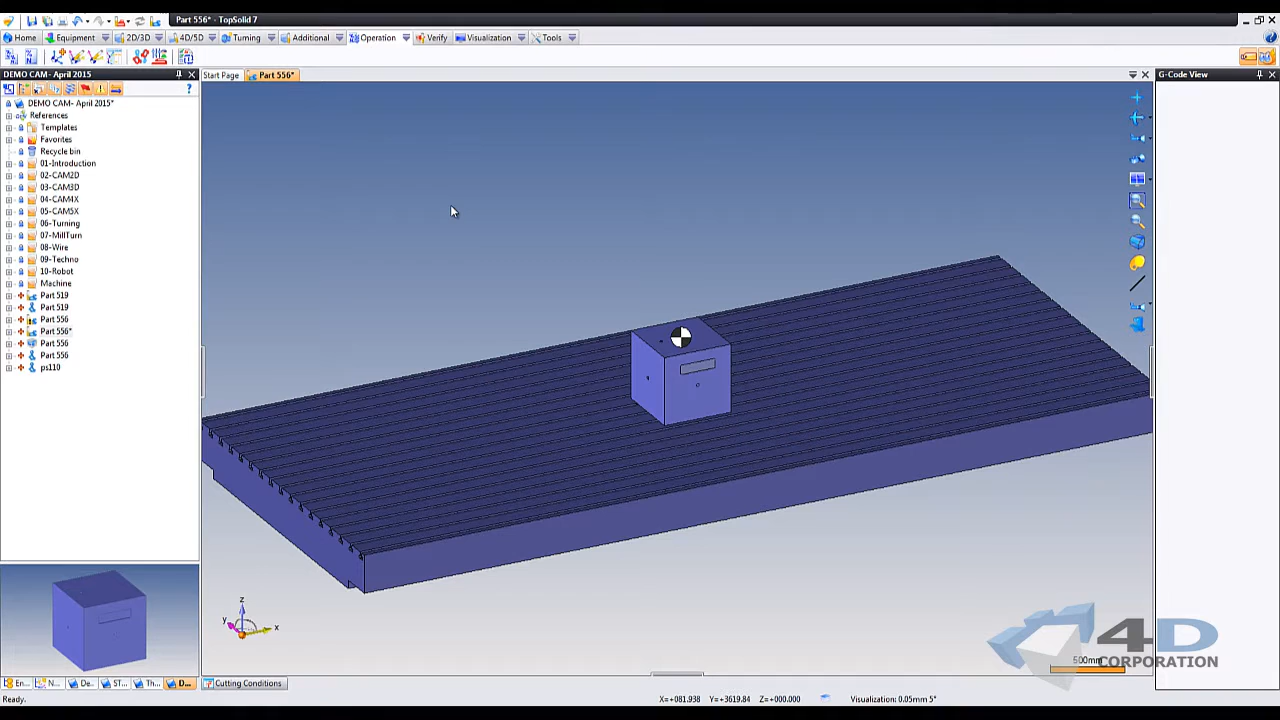 Part 556* - TopSolid 7
Home
Equipment
2D/3D
4D/5D
Turning
Additional
Operation
Verify
Visualization
Tools
DEMO CAM - April 2015
Start Page
Part 556*
G-Code View
DEMO CAM- April 2015*
References
Templates
Favorites
Recycle bin
01-Introduction
02-CAM2D
03-CAM3D
04-CAM4X
05-CAM5X
06-Turning
07-MillTurn
08-Wire
09-Techno
10-Robot
Machine
Part 519
Part 519
Part 556
Part 556*
Part 556
Part 556
ps110
z
y
x
4D
CORPORATION
500mm
En...
N...
De...
ST...
Th...
D...
Cutting Conditions
Ready.
X=+081.938 Y=+3619.84 Z=+000.000
Visualization: 0.05mm 5°